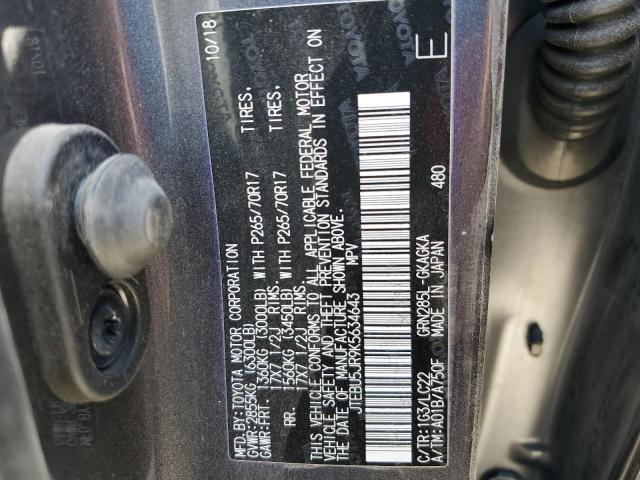 MFD. BY: TOYOTA MOTOR CORPORATION 10/18
GVWR: 2855KG (6300LB)
GAWR: FRT. 1360KG (3000LB) WITH P265/70R17 TIRES.
17X7 1/2J RIMS.
RR. 1560KG (3450LB) WITH P265/70R17 TIRES.
17X7 1/2J RIMS.
THIS VEHICLE CONFORMS TO ALL APPLICABLE FEDERAL MOTOR
VEHICLE SAFETY AND THEFT PREVENTION STANDARDS IN EFFECT ON
THE DATE OF MANUFACTURE SHOWN ABOVE.
JTEBU5JR9K5634643 MPV
C/TR: 1G3/LC22 GRN285L-GKAGKA
A/TM: A01B/A750F MADE IN JAPAN 480 E
TOYOTA